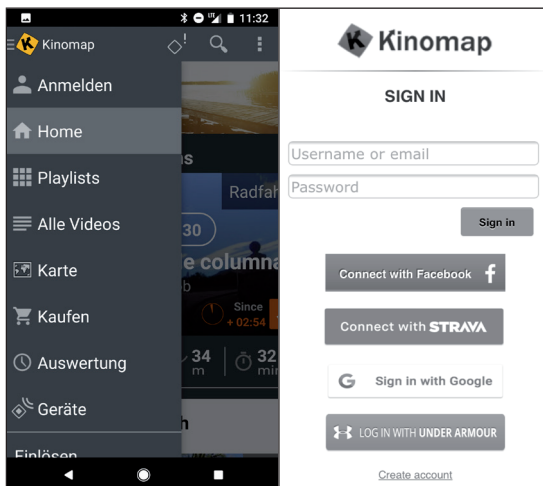 11:32
Kinomap
Anmelden
Home
Playlists
Alle Videos
Karte
Kaufen
Auswertung
Geräte
Einlösen
s
Radfah
30
e columna
b
Since
+ 02:54
34
m
32
min
h
Kinomap
SIGN IN
Username or email
Password
Sign in
Connect with Facebook
Connect with STRAVA
Sign in with Google
LOG IN WITH UNDER ARMOUR
Create account